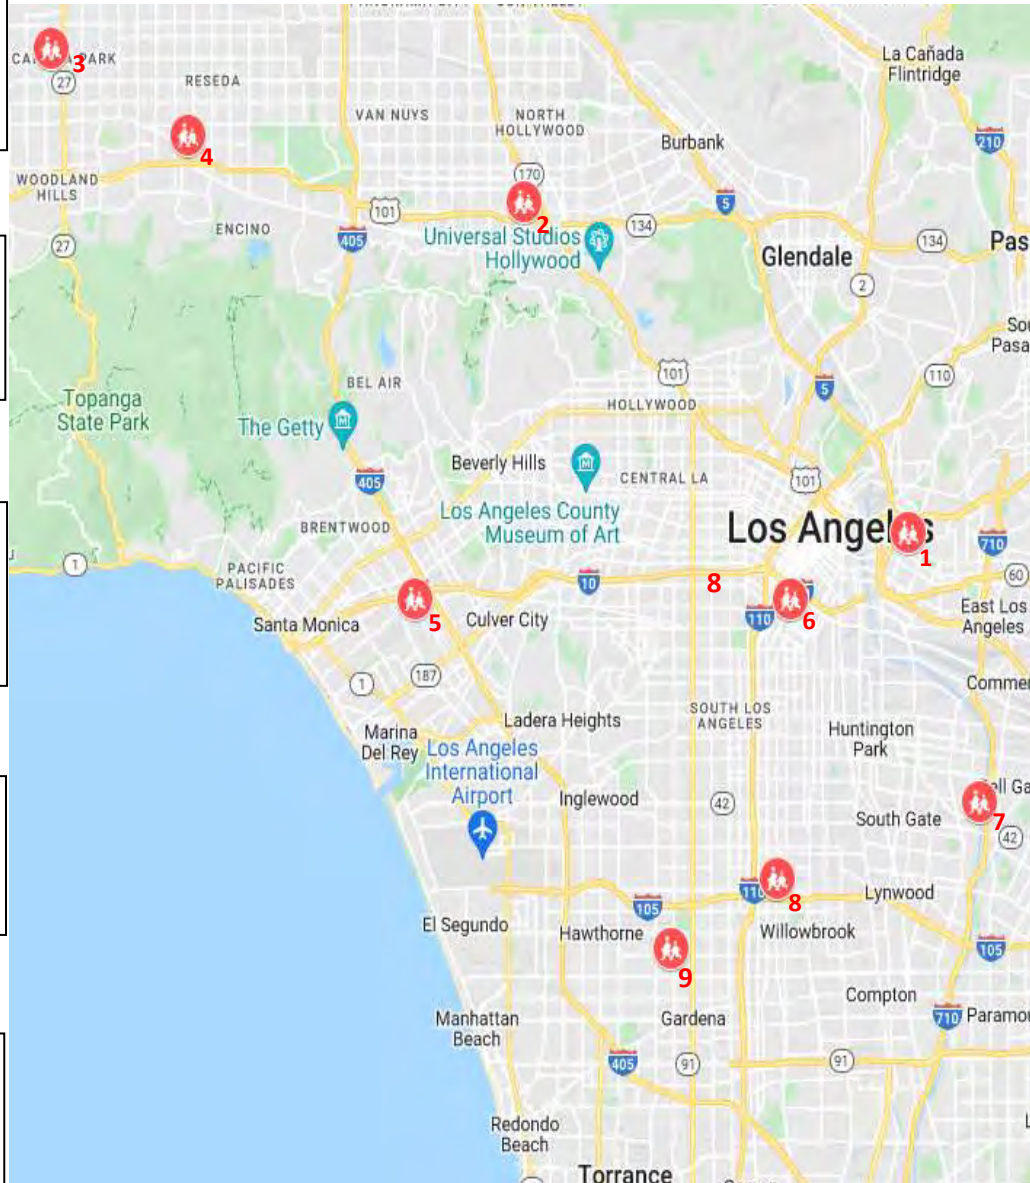 La Cañada
Flintridge
3
27
RESEDA
VAN NUYS
NORTH
HOLLYWOOD
Burbank
210
4
WOODLAND
HILLS
170
5
101
2
134
ENCINO
405
Universal Studios
Hollywood
Glendale
134
27
2
101
110
5
BEL AIR
HOLLYWOOD
Topanga
State Park
The Getty
Beverly Hills
CENTRAL LA
101
405
Los Angeles County
Museum of Art
Los Angeles
BRENTWOOD
710
1
1
PACIFIC
PALISADES
10
8
60
Santa Monica
5
Culver City
110
6
East Los
Angeles
187
1
SOUTH LOS
ANGELES
Ladera Heights
Huntington
Park
Marina
Del Rey
Los Angeles
International
Airport
Inglewood
42
South Gate
7
42
110
8
Lynwood
105
El Segundo
Hawthorne
Willowbrook
105
9
Compton
Manhattan
Beach
Gardena
710
405
91
91
Redondo
Beach
Torrance